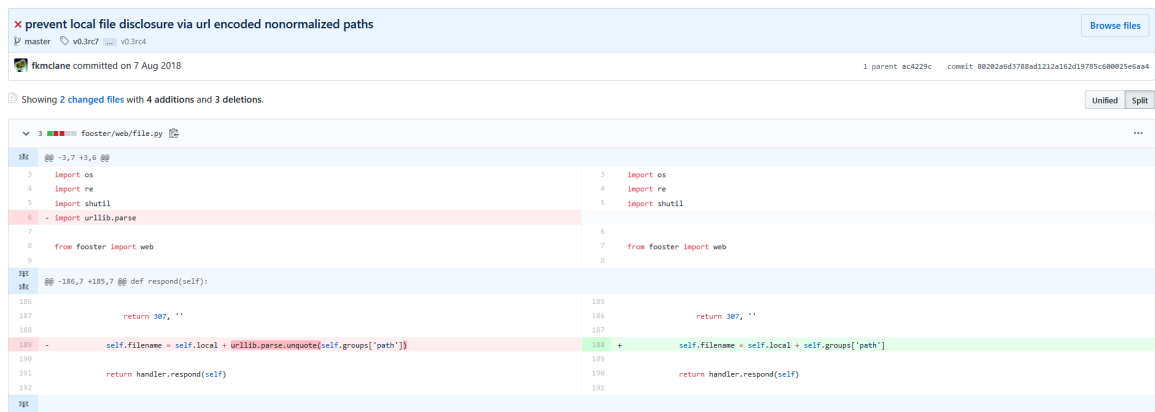 × prevent local file disclosure via url encoded nonormalized paths
Browse files
master v0.3rc7 ... v0.3rc4
fkmclane committed on 7 Aug 2018
1 parent ac4229c commit 80202a6d3788ad1212a162d19785c600025e6aa4
Showing 2 changed files with 4 additions and 3 deletions.
Unified Split
3 fooster/web/file.py
@@ -3,7 +3,6 @@
3 import os 3 import os
4 import re 4 import re
5 import shutil 5 import shutil
6 - import urllib.parse
7 6
8 from fooster import web 7 from fooster import web
9 8
@@ -186,7 +185,7 @@ def respond(self):
186 185
187 return 307, '' 186 return 307, ''
188 187
189 - self.filename = self.local + urllib.parse.unquote(self.groups['path']) 188 + self.filename = self.local + self.groups['path']
190 189
191 return handler.respond(self) 190 return handler.respond(self)
192 191